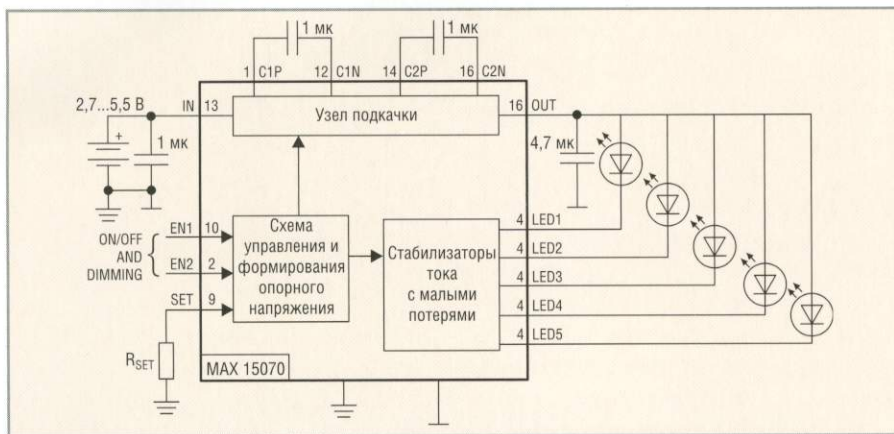 1 мк
1 мк
1 C1P
12 C1N
14 C2P
16 C2N
2,7...5,5 В
IN 13
Узел подкачки
16 OUT
+
1 мк
4,7 мк
EN1 10
ON/OFF
AND
DIMMING
EN2 2
SET 9
Схема
управления и
формирования
опорного
напряжения
Стабилизаторы
тока
с малыми
потерями
4 LED1
4 LED2
4 LED3
4 LED4
4 LED5
RSET
MAX 15070